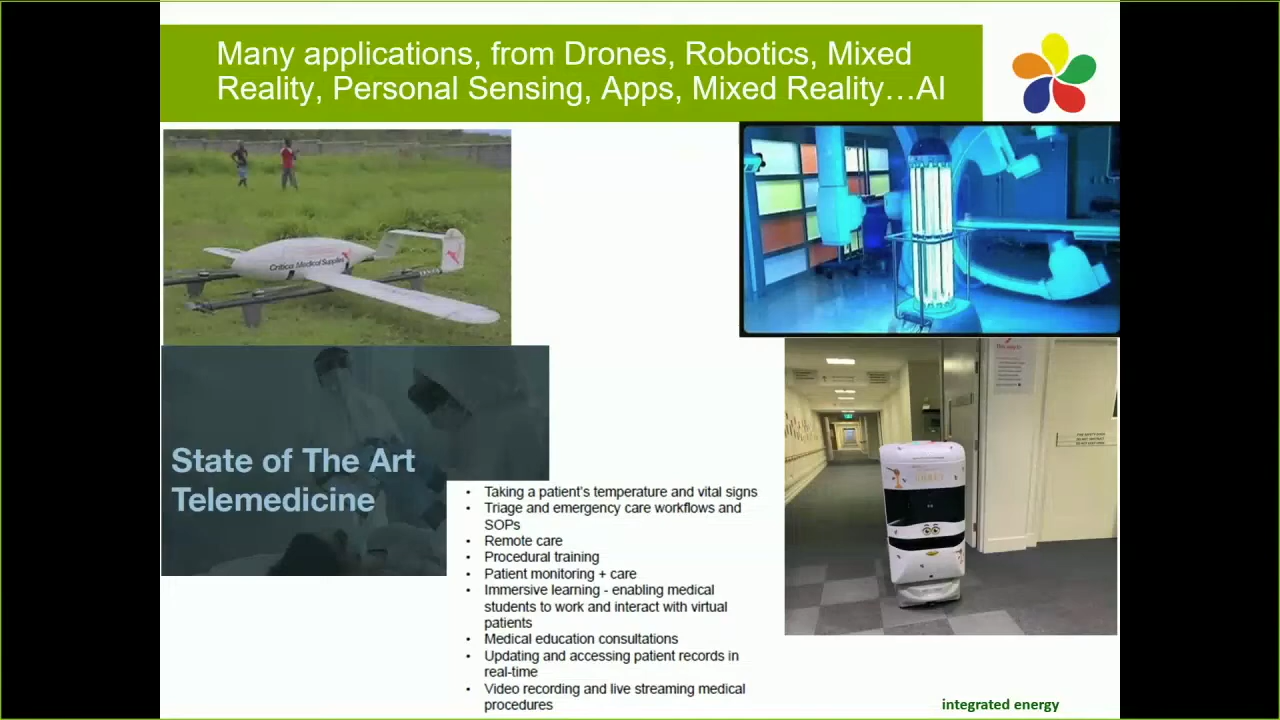 Many applications, from Drones, Robotics, Mixed
Reality, Personal Sensing, Apps, Mixed Reality…AI
Critical Medical Supplies
State of The Art
Telemedicine
• Taking a patient's temperature and vital signs
• Triage and emergency care workflows and
SOPs
• Remote care
• Procedural training
• Patient monitoring + care
• Immersive learning - enabling medical
students to work and interact with virtual
patients
• Medical education consultations
• Updating and accessing patient records in
real-time
• Video recording and live streaming medical
procedures
integrated energy